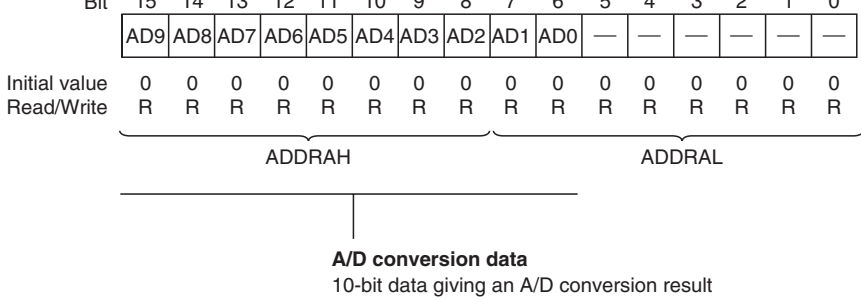 Bit 15 14 13 12 11 10 9 8 7 6 5 4 3 2 1 0
AD9 AD8 AD7 AD6 AD5 AD4 AD3 AD2 AD1 AD0 — — — — — —
Initial value 0 0 0 0 0 0 0 0 0 0 0 0 0 0 0 0
Read/Write R R R R R R R R R R R R R R R R
ADDRAH ADDRAL
A/D conversion data
10-bit data giving an A/D conversion result